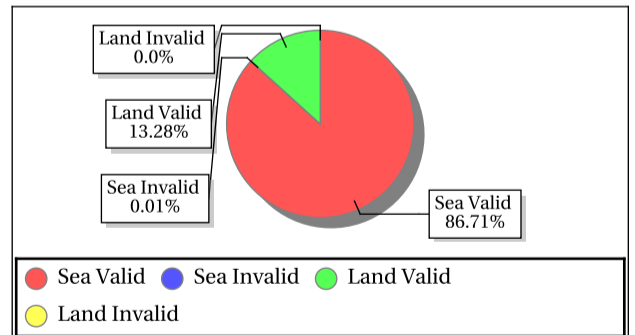 Land Invalid
0.0%
Land Valid
13.28%
Sea Invalid
0.01%
Sea Valid
86.71%
Sea Valid Sea Invalid Land Valid
Land Invalid